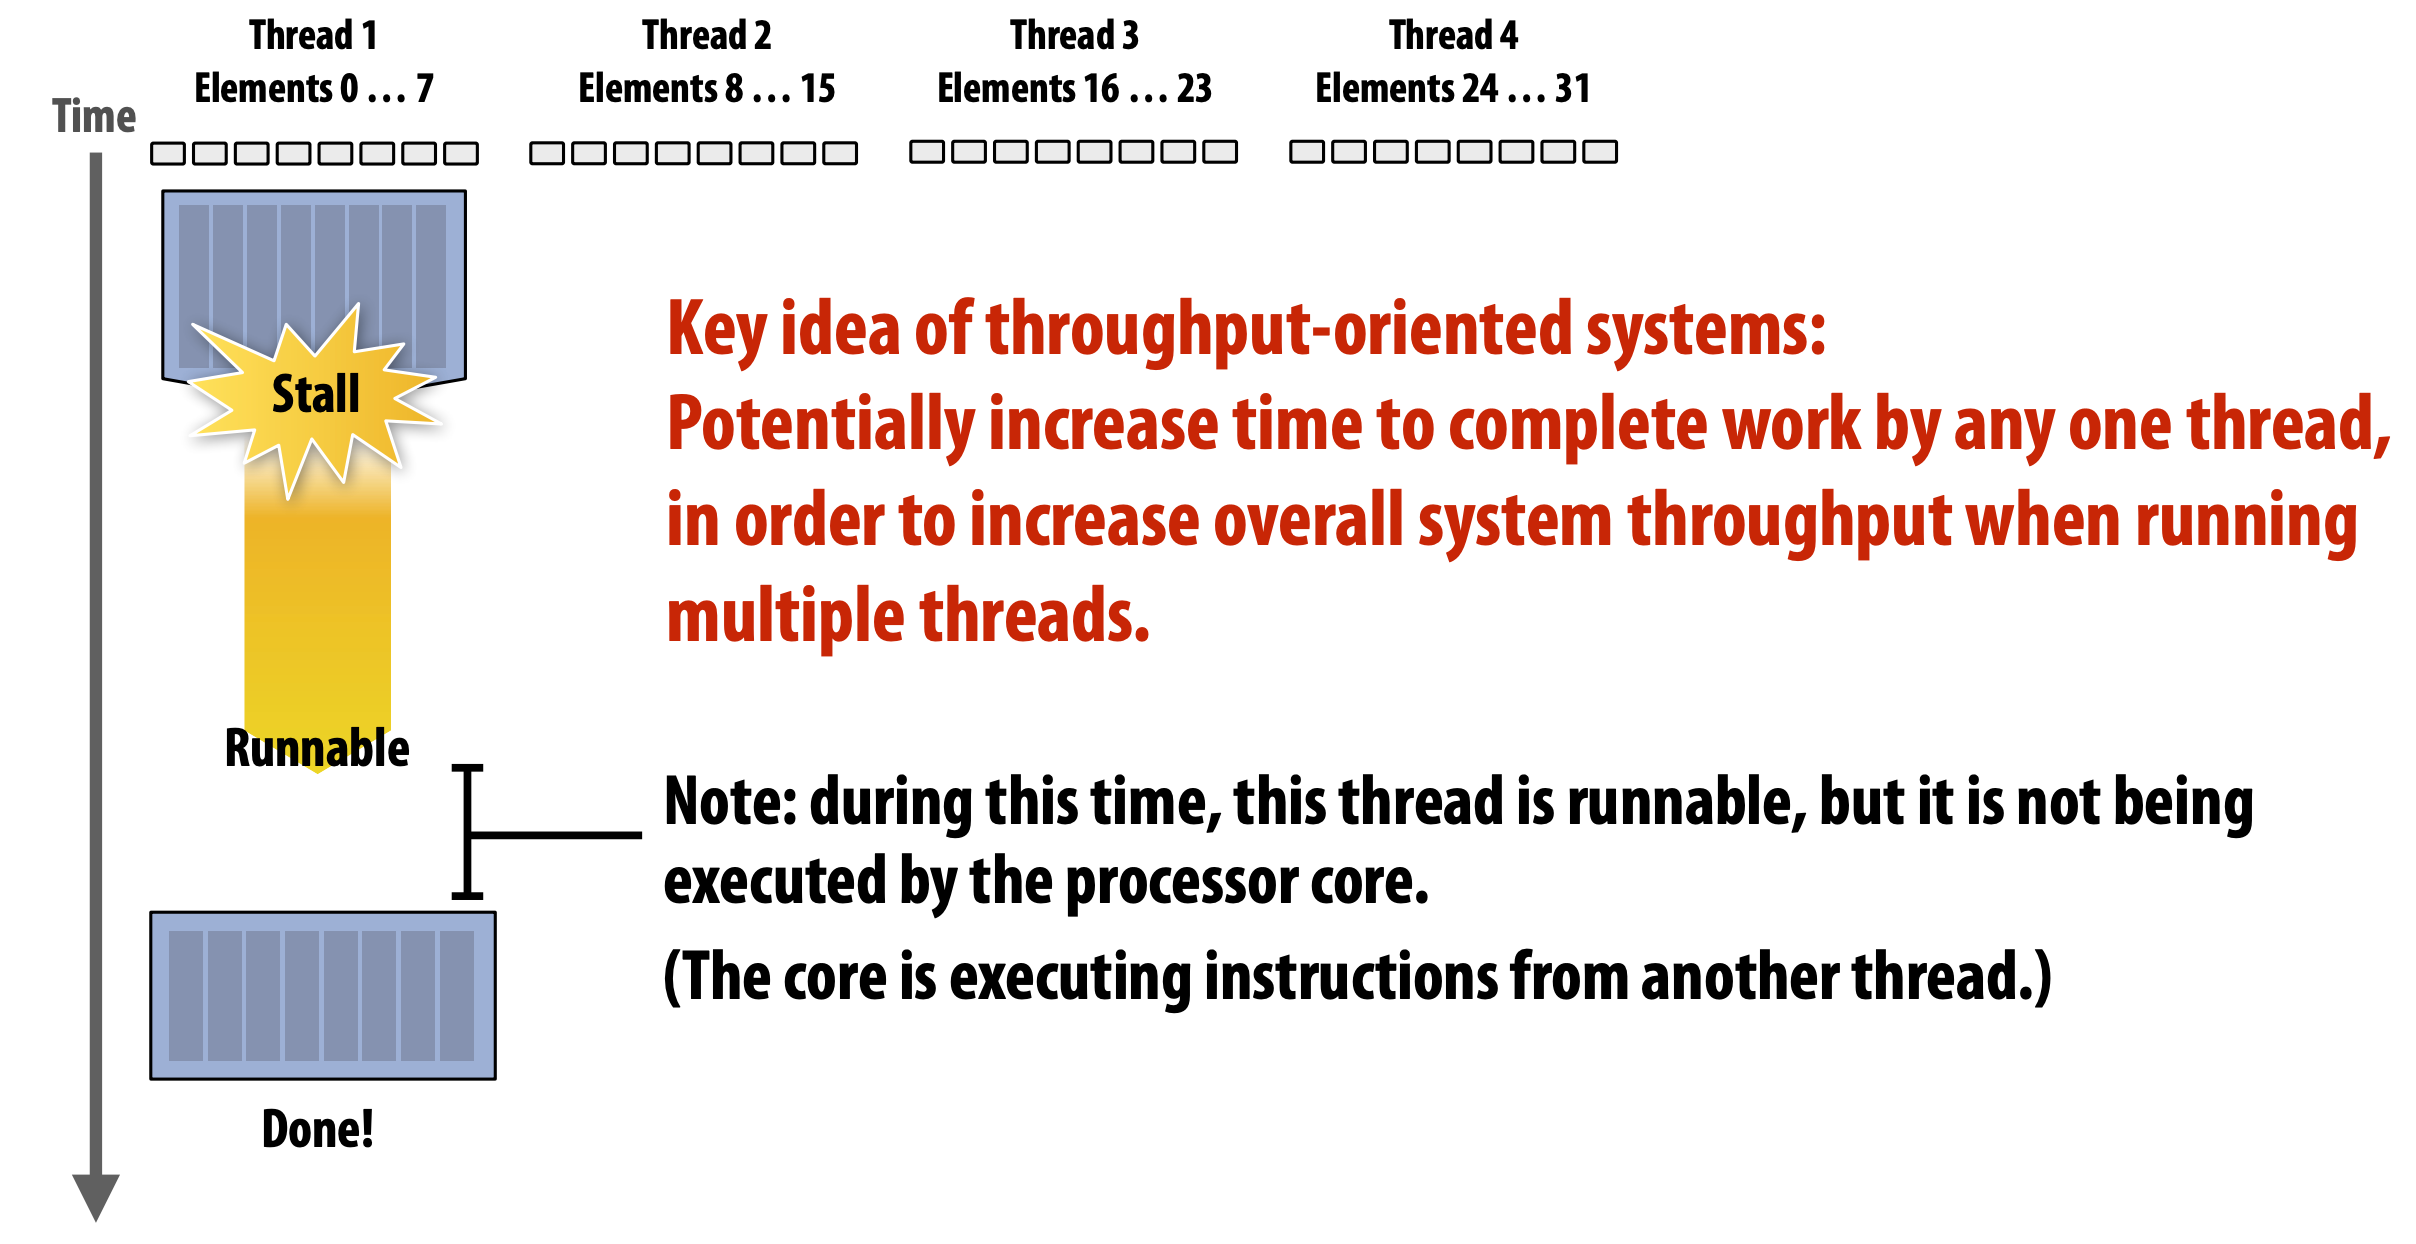 Thread 1
Elements 0 … 7
Thread 2
Elements 8 … 15
Thread 3
Elements 16 … 23
Thread 4
Elements 24 … 31
Time
Stall
Key idea of throughput-oriented systems:
Potentially increase time to complete work by any one thread,
in order to increase overall system throughput when running
multiple threads.
Runnable
Note: during this time, this thread is runnable, but it is not being
executed by the processor core.
(The core is executing instructions from another thread.)
Done!